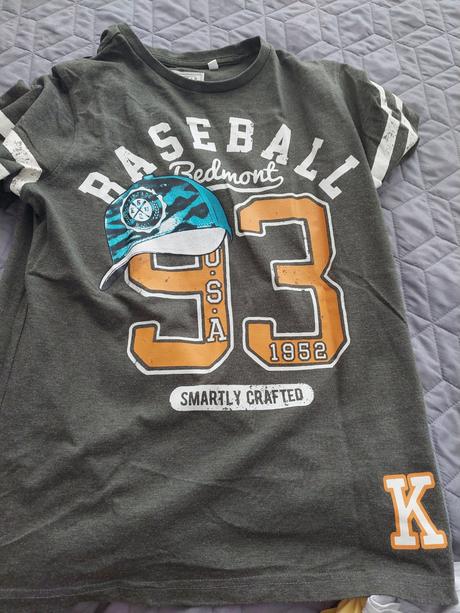 BASEBALL
Bedmont
93
U.S.A
1952
SMARTLY CRAFTED
K